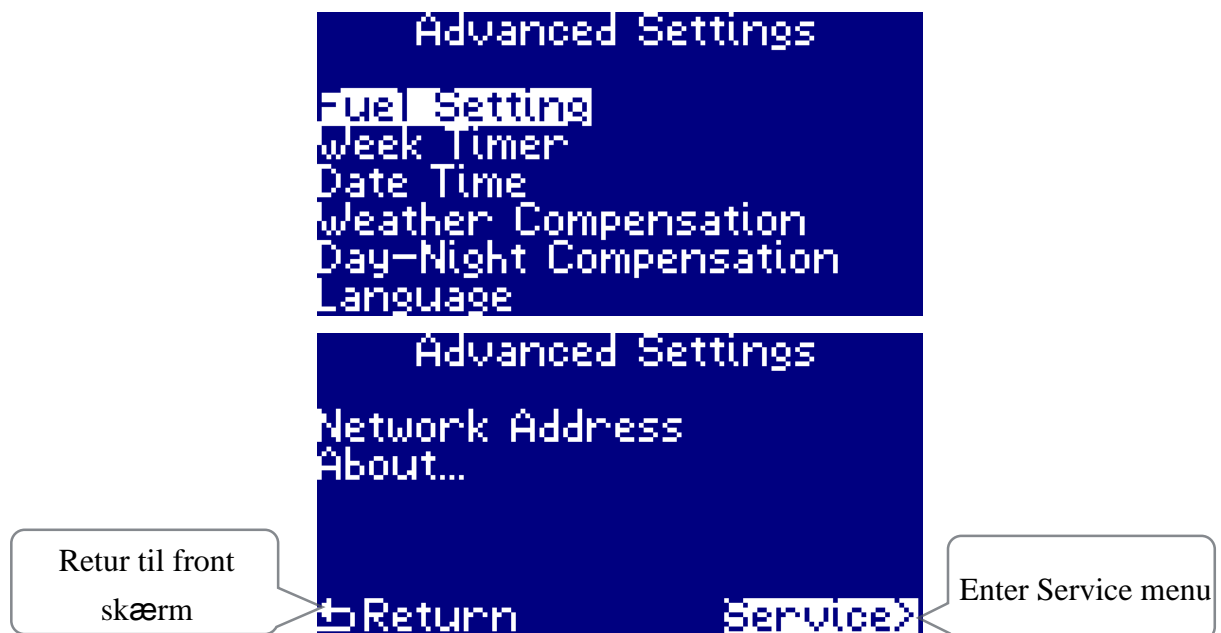 Advanced Settings
Fuel Setting
Week Timer
Date Time
Weather Compensation
Day-Night Compensation
Language
Advanced Settings
Network Address
About...
Retur til front
skærm
Return
Service>
Enter Service menu